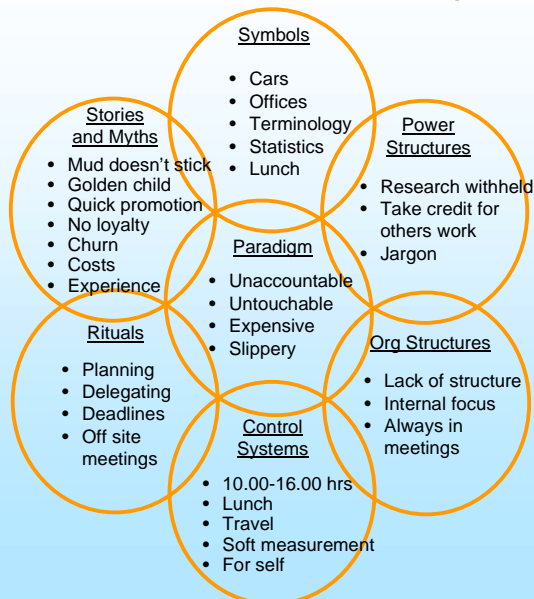 Symbols
• Cars
• Offices
• Terminology
• Statistics
• Lunch
Stories
and Myths
• Mud doesn't stick
• Golden child
• Quick promotion
• No loyalty
• Churn
• Costs
• Experience
Power
Structures
• Research withheld
• Take credit for
others work
• Jargon
Paradigm
• Unaccountable
• Untouchable
• Expensive
• Slippery
Rituals
• Planning
• Delegating
• Deadlines
• Off site
meetings
Org Structures
• Lack of structure
• Internal focus
• Always in
meetings
Control
Systems
• 10.00-16.00 hrs
• Lunch
• Travel
• Soft measurement
• For self